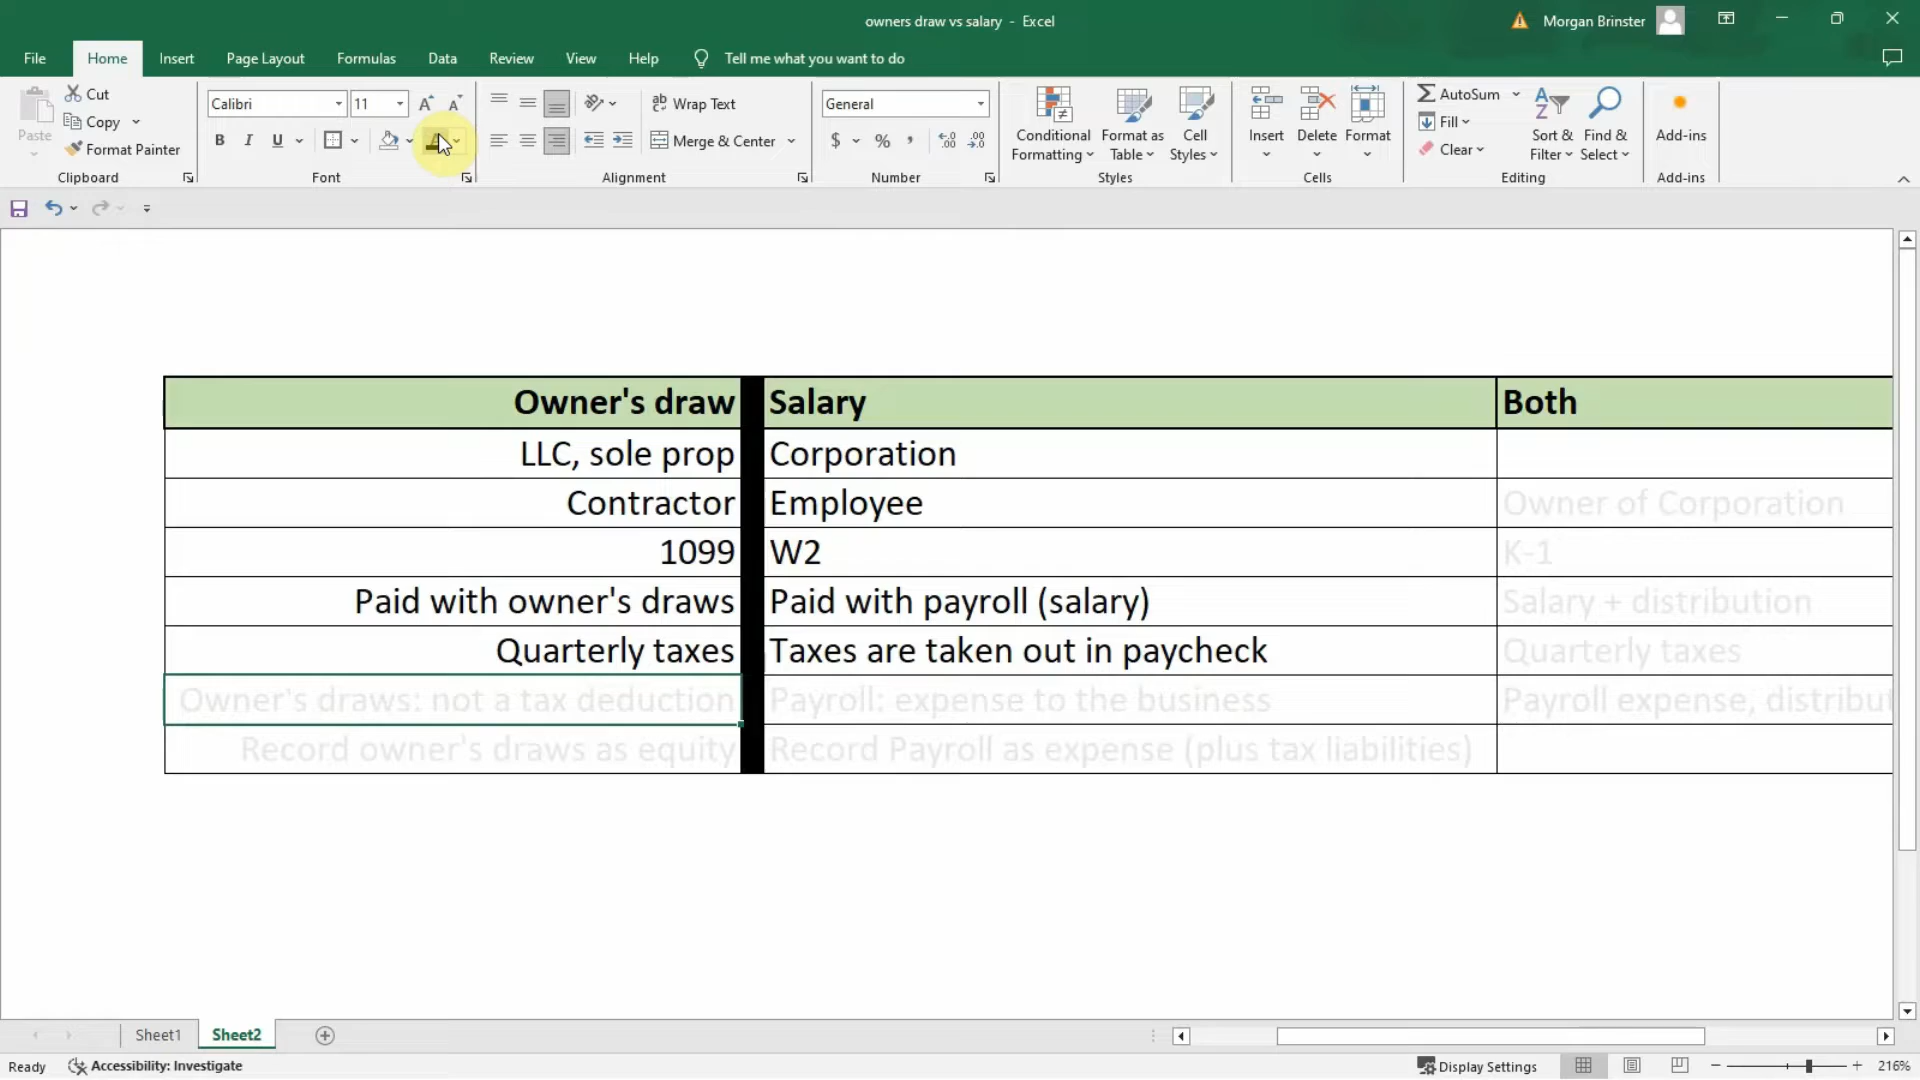 owners draw vs salary - Excel
Morgan Brinster
File Home Insert Page Layout Formulas Data Review View Help Tell me what you want to do
Paste
Cut
Copy
Format Painter
Clipboard
Calibri 11
B I U
Font
Wrap Text
Merge & Center
Alignment
General
$ % ,
Number
Conditional Formatting
Format as Table
Cell Styles
Styles
Insert Delete Format
Cells
AutoSum
Fill
Clear
Sort & Filter
Find & Select
Editing
Add-ins
Add-ins
Owner's draw Salary Both
LLC, sole prop Corporation
Contractor Employee Owner of Corporation
1099 W2 K-1
Paid with owner's draws Paid with payroll (salary) Salary + distribution
Quarterly taxes Taxes are taken out in paycheck Quarterly taxes
Owner's draws: not a tax deduction Payroll: expense to the business Payroll expense, distribut
Record owner's draws as equity Record Payroll as expense (plus tax liabilities)
Sheet1 Sheet2
Ready Accessibility: Investigate Display Settings 216%